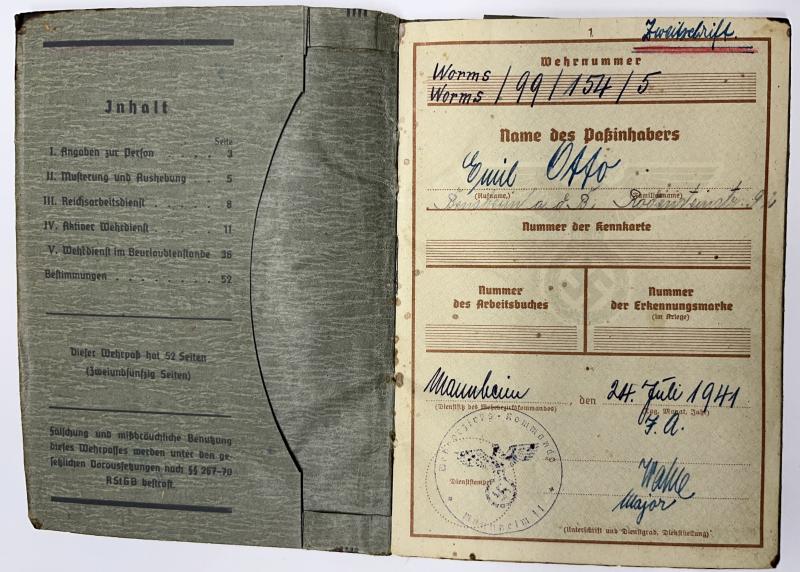 Inhalt
Seite
I. Angaben zur Person . . . . 3
II. Musterung und Aushebung . . 5
III. Reichsarbeitsdienst . . . . 8
IV. Aktiver Wehrdienst . . . . 11
V. Wehrdienst im Beurlaubtenstande 36
Bestimmungen . . . . . . . . 52
Dieser Wehrpaß hat 52 Seiten
(Zweiundfünfzig Seiten)
Fälschung und mißbräuchliche Benutzung
dieses Wehrpasses werden unter den ge-
setzlichen Voraussetzungen nach §§ 267-70
RStGB bestraft.
1
Zweitschrift.
Wehrnummer
Worms
Worms /99/154/5
Name des Paßinhabers
Emil Otto
(Rufname) (Familienname)
Bensheim a. d. B. Rodensteinstr. 92
Nummer der Kennkarte
Nummer
des Arbeitsbuches
Nummer
der Erkennungsmarke
(im Kriege)
Mannheim, den 24. Juli 1941
(Dienstsitz des Wehrbezirkskommandos) (Tag, Monat, Jahr)
I. A.
Wehrbezirks-Kommando
Mannheim II
Dienststempel
Major
(Unterschrift und Dienstgrad, Dienststellung)